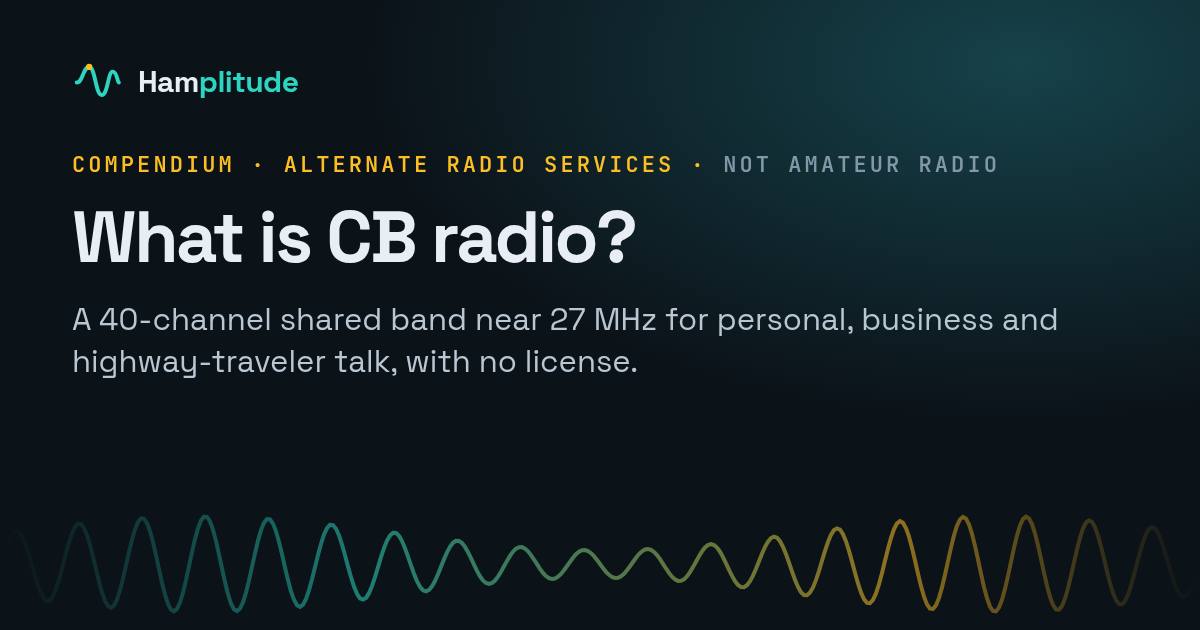 Hamplitude
COMPENDIUM · ALTERNATE RADIO SERVICES · NOT AMATEUR RADIO
What is CB radio?
A 40-channel shared band near 27 MHz for personal, business and
highway-traveler talk, with no license.